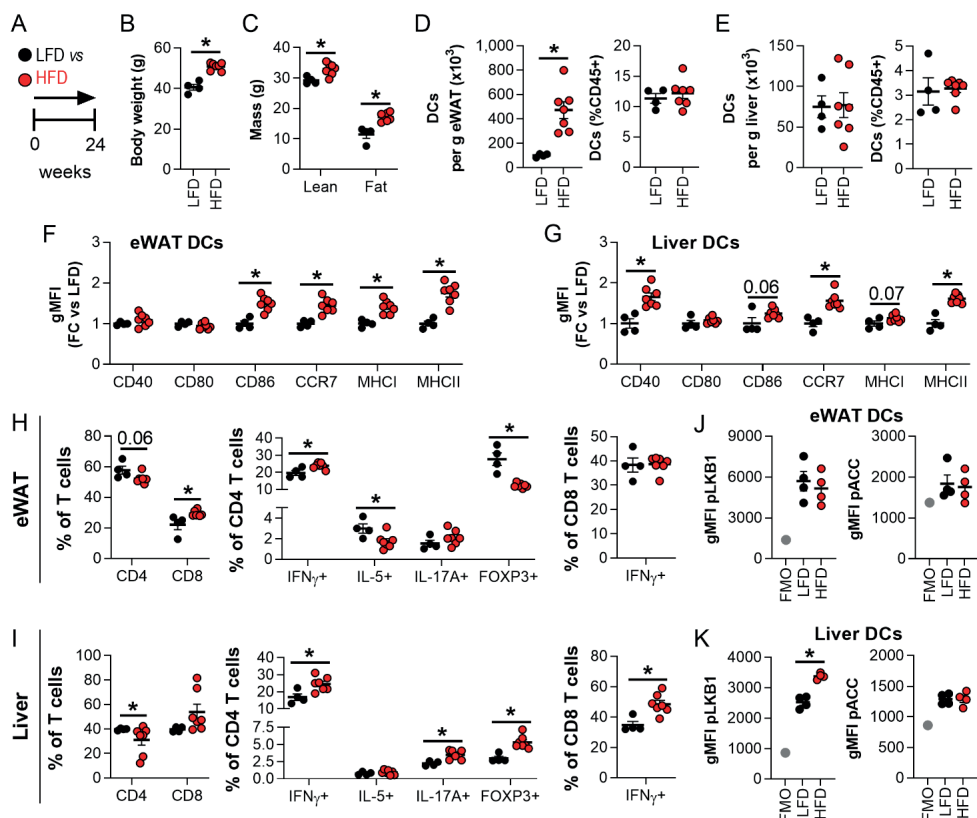 A
LFD vs
HFD
0 24
weeks
B
Body weight (g)
60
40
20
0
*
LFD
HFD
C
Mass (g)
40
30
20
10
0
*
*
Lean Fat
D
DCs
per g eWAT (x10³)
1,000
800
600
400
200
0
*
LFD
HFD
DCs (%CD45+)
20
15
10
5
0
LFD
HFD
E
DCs
per g liver (x10³)
150
100
50
0
LFD
HFD
DCs (%CD45+)
5
4
3
2
1
0
LFD
HFD
F
eWAT DCs
gMFI
(FC vs LFD)
3
2
1
0
* * * *
CD40 CD80 CD86 CCR7 MHCI MHCII
G
Liver DCs
gMFI
(FC vs LFD)
3
2
1
0
* 0.06 * 0.07 *
CD40 CD80 CD86 CCR7 MHCI MHCII
H
eWAT
% of T cells
80
60
40
20
0
0.06
*
CD4 CD8
% of CD4 T cells
40
30
20
10
6
4
2
0
* * *
IFNγ+ IL-5+ IL-17A+ FOXP3+
% of CD8 T cells
50
40
30
20
10
0
IFNγ+
J
eWAT DCs
gMFI pLKB1
9000
6000
3000
0
FMO
LFD
HFD
gMFI pACC
3000
2000
1000
0
FMO
LFD
HFD
I
Liver
% of T cells
100
80
60
40
20
0
*
CD4 CD8
% of CD4 T cells
40
30
20
10
7.5
5.0
2.5
0.0
* * *
IFNγ+ IL-5+ IL-17A+ FOXP3+
% of CD8 T cells
80
60
40
20
0
*
IFNγ+
K
Liver DCs
gMFI pLKB1
4000
3000
2000
1000
0
*
FMO
LFD
HFD
gMFI pACC
2000
1500
1000
500
0
FMO
LFD
HFD